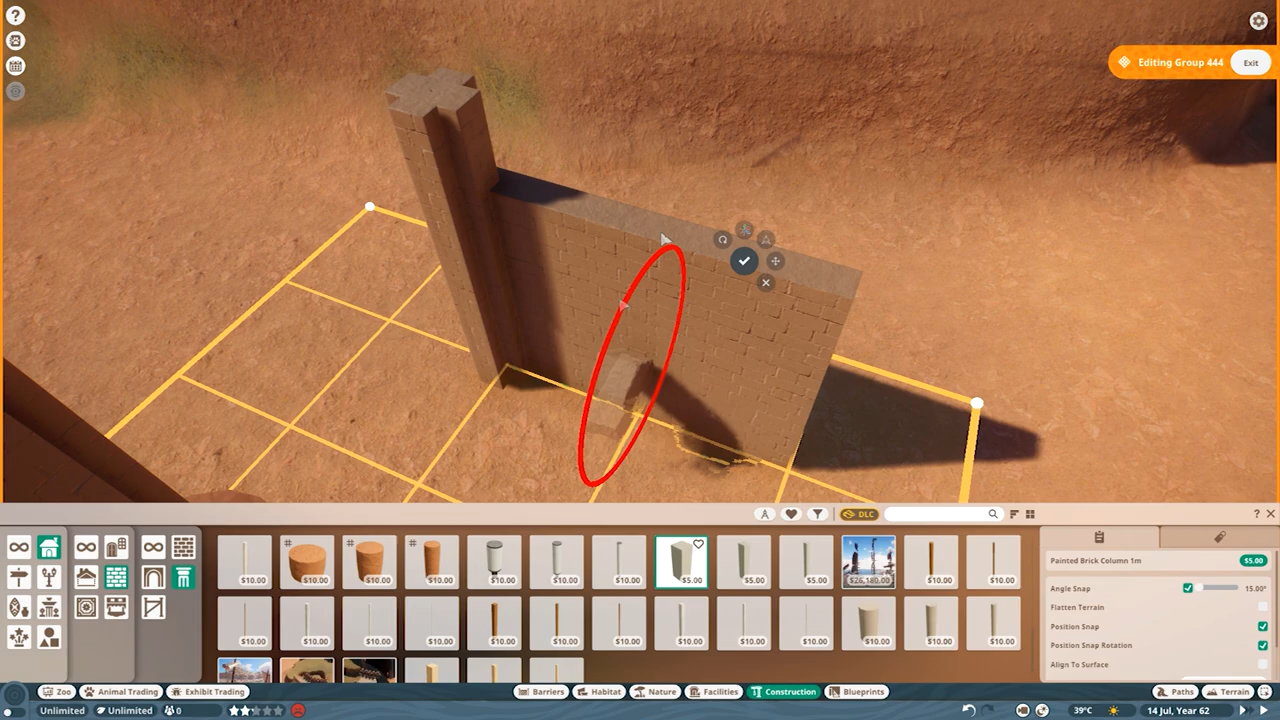 ?
Editing Group 444 Exit
DLC
? ×
$10.00 $10.00 $10.00 $10.00 $10.00 $10.00 $10.00 $5.00 $5.00 $5.00 $26,180.00 $10.00 $10.00
$10.00 $10.00 $10.00 $10.00 $10.00 $10.00 $10.00 $10.00 $10.00 $10.00 $10.00 $10.00 $10.00
Painted Brick Column 1m $5.00
Angle Snap 15.00°
Flatten Terrain
Position Snap
Position Snap Rotation
Align To Surface
Zoo Animal Trading Exhibit Trading Barriers Habitat Nature Facilities Construction Blueprints Paths Terrain
Unlimited Unlimited 0 39°C 14 Jul, Year 62